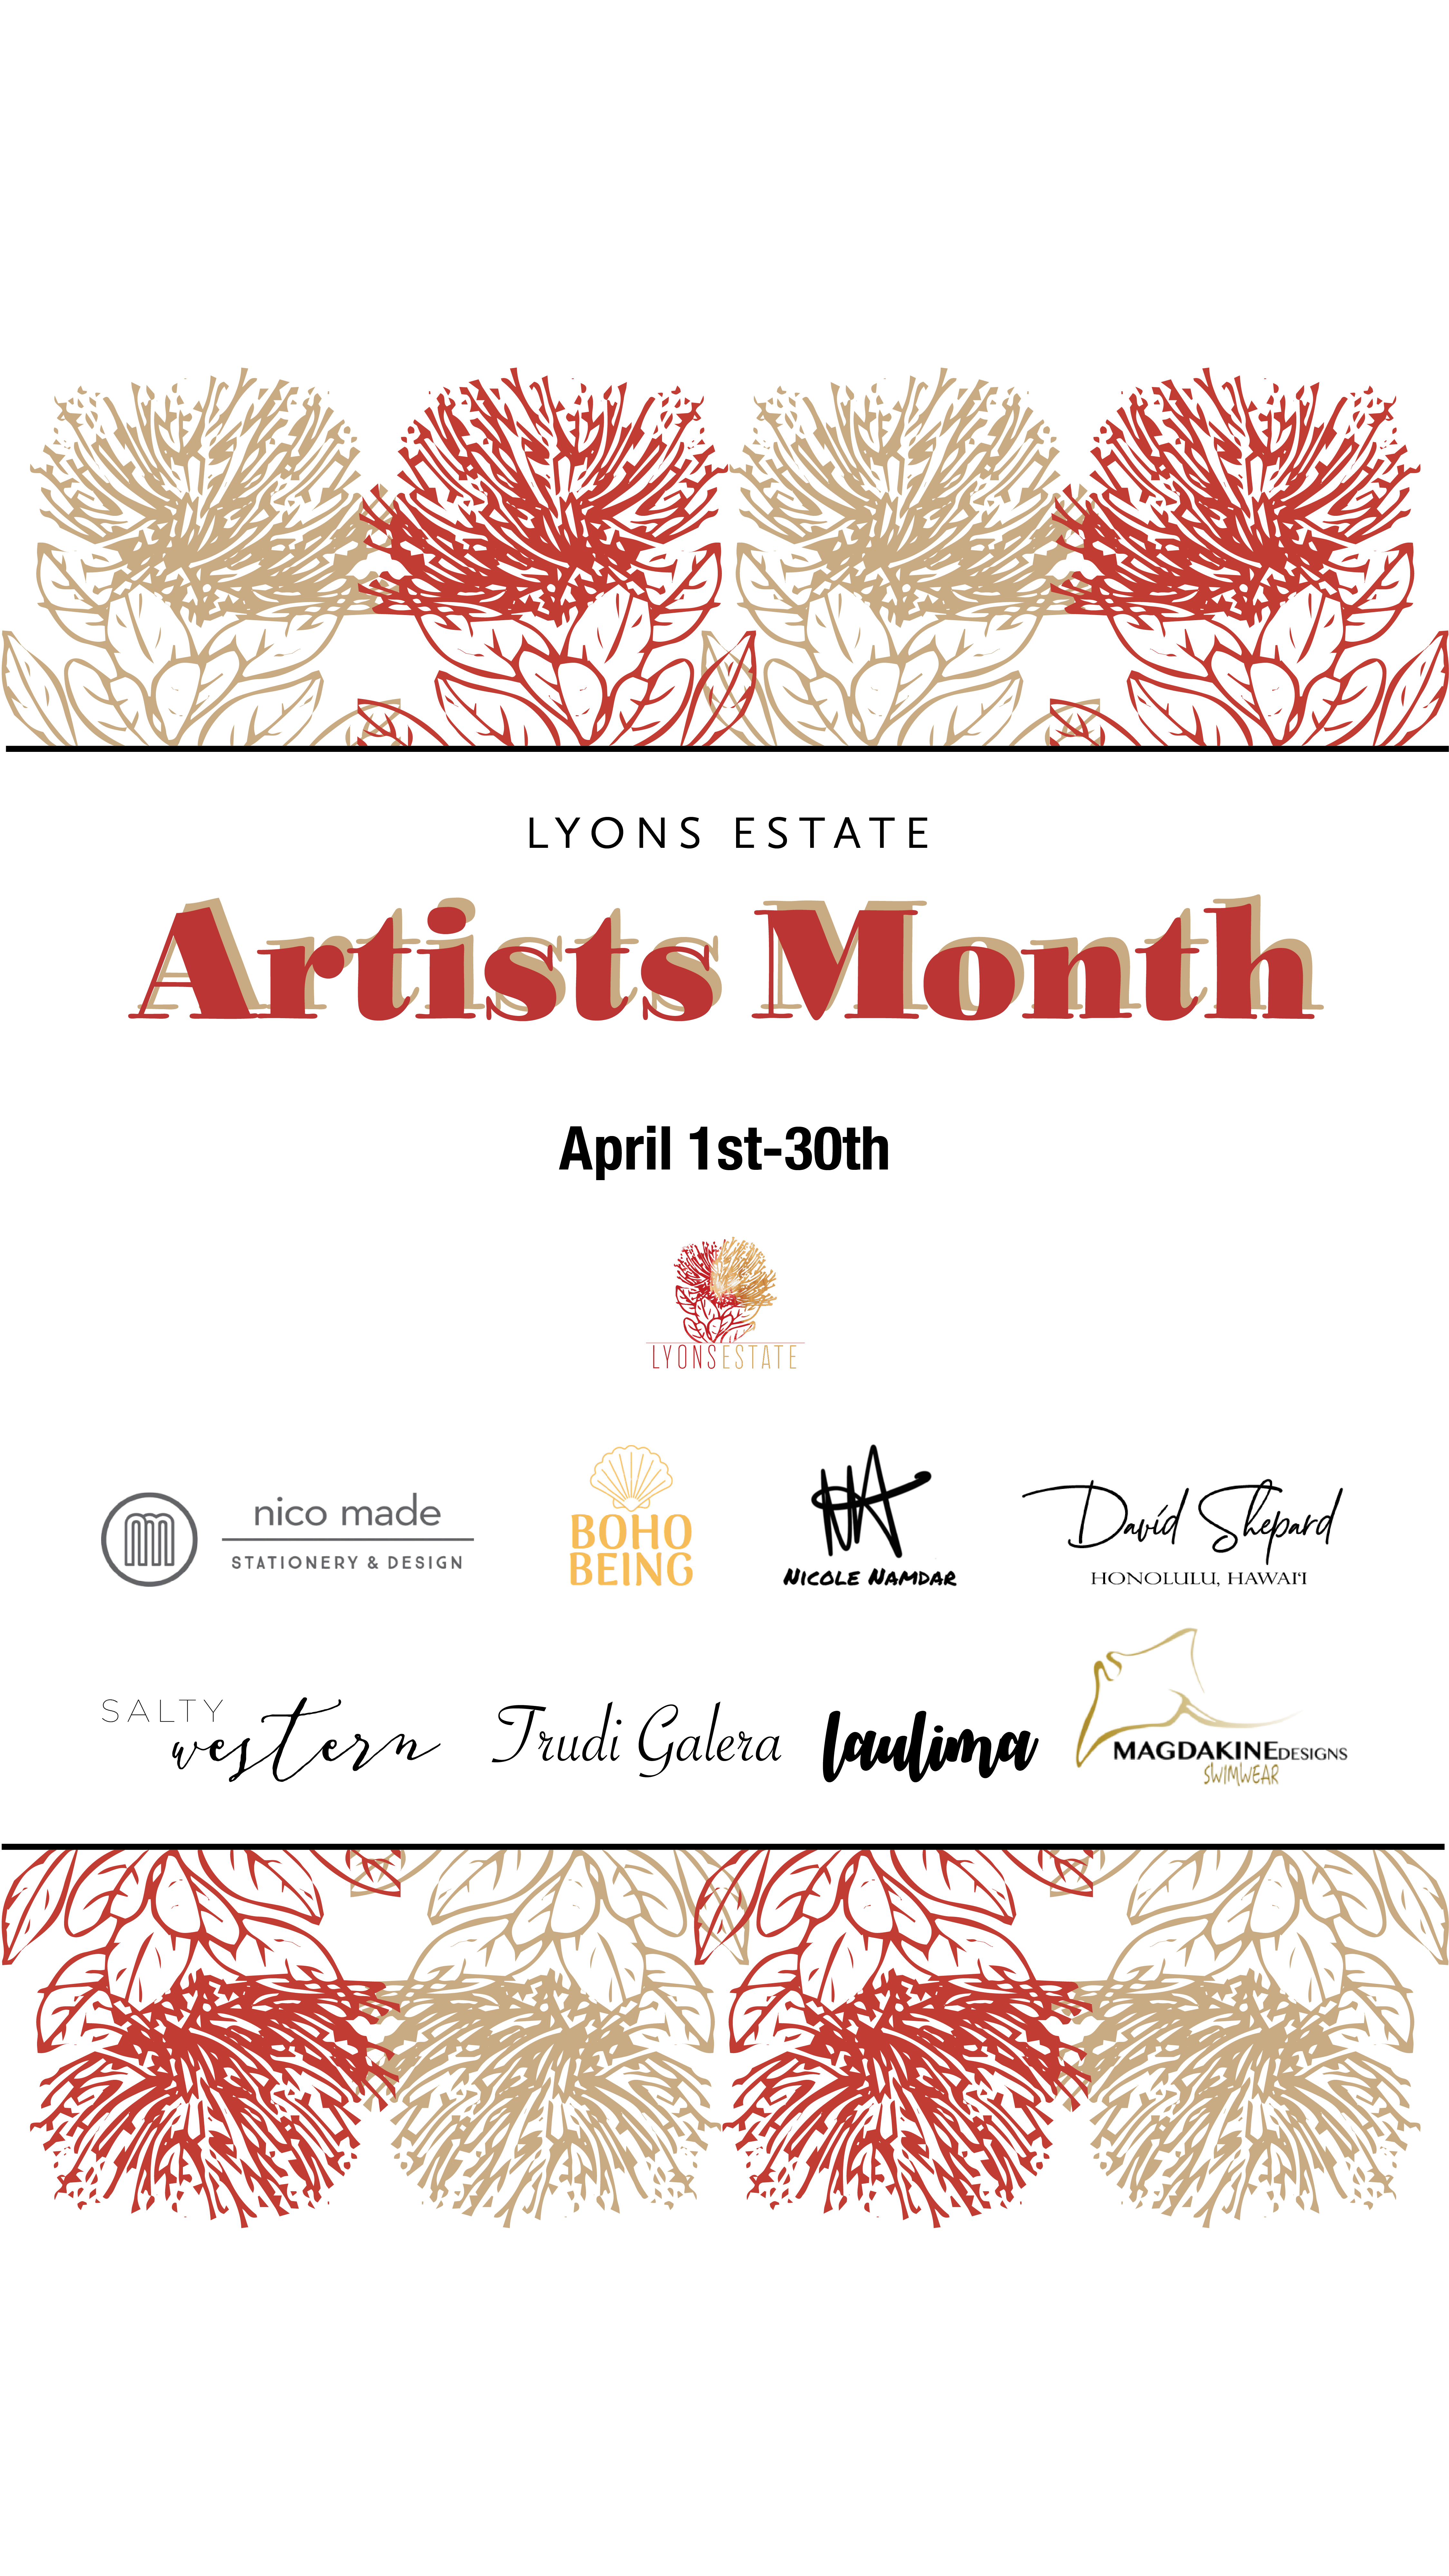 LYONS ESTATE
Artists Month
April 1st-30th
LYONSESTATE
nico made
STATIONERY & DESIGN
BOHO
BEING
NICOLE NAMDAR
David Shepard
HONOLULU, HAWAI'I
SALTY
western
Trudi Galera
laulima
MAGDAKINEDESIGNS
SWIMWEAR